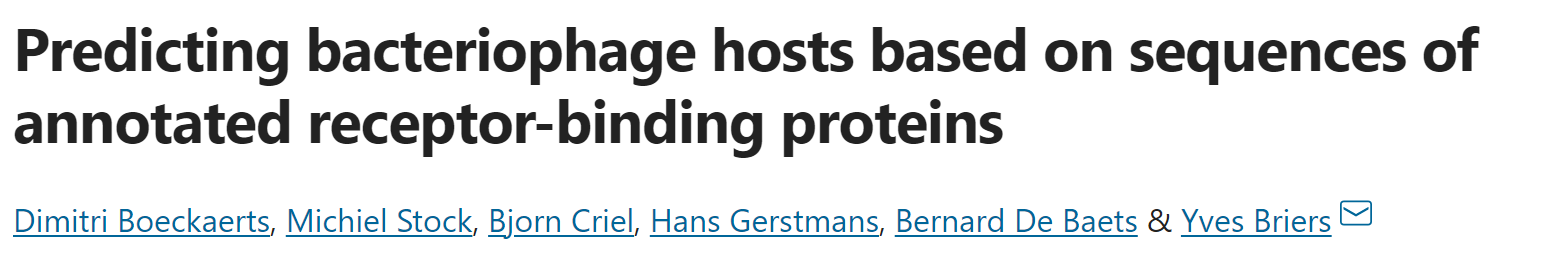 Predicting bacteriophage hosts based on sequences of
annotated receptor-binding proteins
Dimitri Boeckaerts, Michiel Stock, Bjorn Criel, Hans Gerstmans, Bernard De Baets & Yves Briers